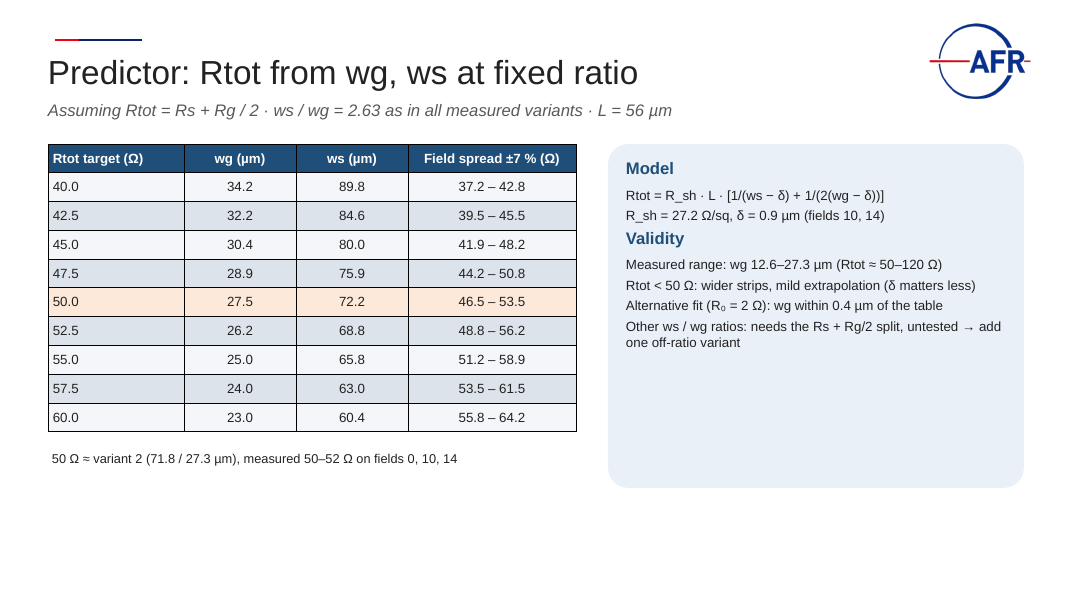 AFR
Predictor: Rtot from wg, ws at fixed ratio
Assuming Rtot = Rs + Rg / 2 · ws / wg = 2.63 as in all measured variants · L = 56 µm
Rtot target (Ω) wg (µm) ws (µm) Field spread ±7 % (Ω)
40.0 34.2 89.8 37.2 – 42.8
42.5 32.2 84.6 39.5 – 45.5
45.0 30.4 80.0 41.9 – 48.2
47.5 28.9 75.9 44.2 – 50.8
50.0 27.5 72.2 46.5 – 53.5
52.5 26.2 68.8 48.8 – 56.2
55.0 25.0 65.8 51.2 – 58.9
57.5 24.0 63.0 53.5 – 61.5
60.0 23.0 60.4 55.8 – 64.2
50 Ω ≈ variant 2 (71.8 / 27.3 µm), measured 50–52 Ω on fields 0, 10, 14
Model
Rtot = R_sh · L · [1/(ws − δ) + 1/(2(wg − δ))]
R_sh = 27.2 Ω/sq, δ = 0.9 µm (fields 10, 14)
Validity
Measured range: wg 12.6–27.3 µm (Rtot ≈ 50–120 Ω)
Rtot < 50 Ω: wider strips, mild extrapolation (δ matters less)
Alternative fit (R₀ = 2 Ω): wg within 0.4 µm of the table
Other ws / wg ratios: needs the Rs + Rg/2 split, untested → add
one off-ratio variant